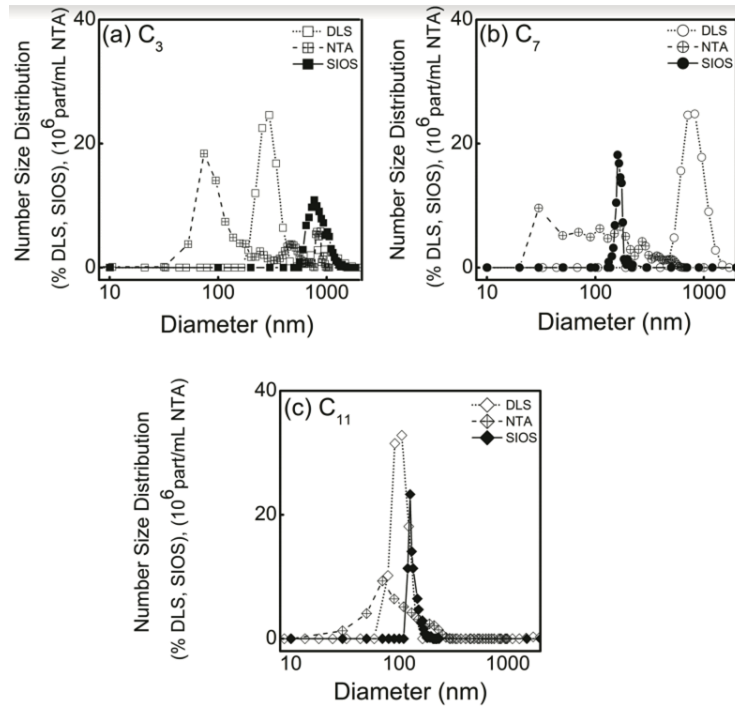 (a) C3
DLS
NTA
SIOS
Number Size Distribution
(% DLS, SIOS), (10^6 part/mL NTA)
40
20
0
10
100
1000
Diameter (nm)
(b) C7
DLS
NTA
SIOS
Number Size Distribution
(% DLS, SIOS), (10^6 part/mL NTA)
40
20
0
10
100
1000
Diameter (nm)
(c) C11
DLS
NTA
SIOS
Number Size Distribution
(% DLS, SIOS), (10^6 part/mL NTA)
40
20
0
10
100
1000
Diameter (nm)